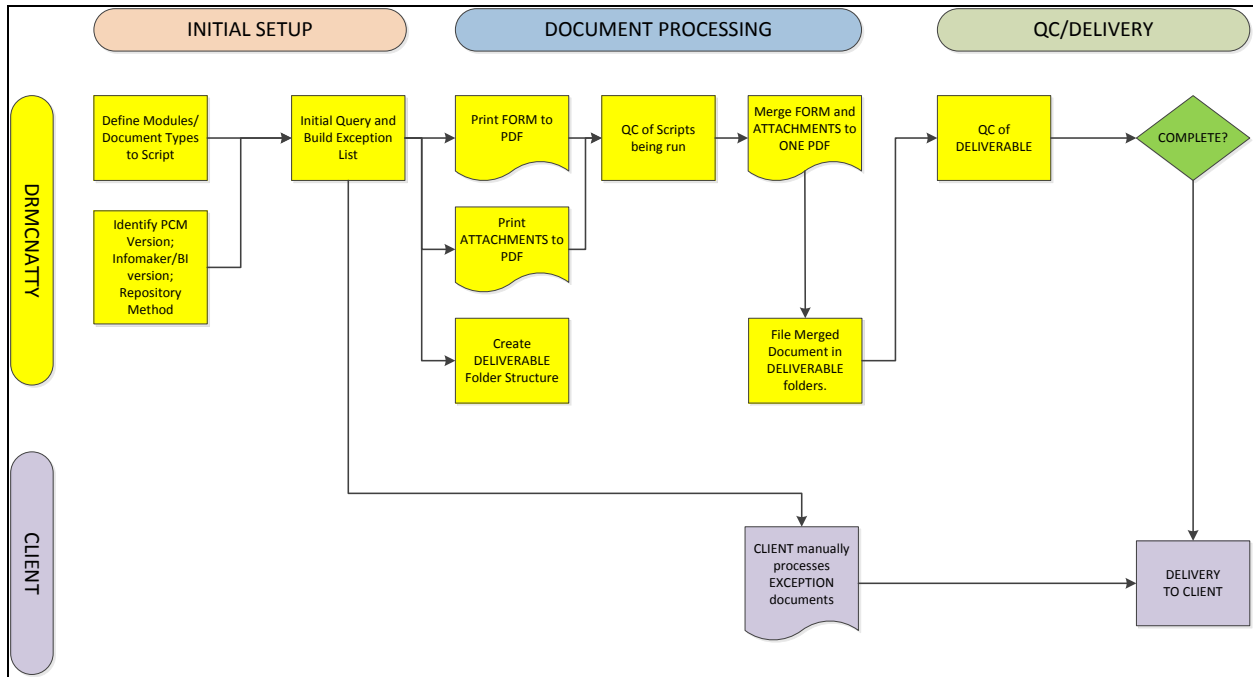 INITIAL SETUP
DOCUMENT PROCESSING
QC/DELIVERY
DRMCNATTY
Define Modules/
Document Types
to Script
Initial Query and
Build Exception
List
Print FORM to
PDF
QC of Scripts
being run
Merge FORM and
ATTACHMENTS to
ONE PDF
QC of
DELIVERABLE
COMPLETE?
Identify PCM
Version;
Infomaker/BI
version;
Repository
Method
Print
ATTACHMENTS to
PDF
Create
DELIVERABLE
Folder Structure
File Merged
Document in
DELIVERABLE
folders.
CLIENT
CLIENT manually
processes
EXCEPTION
documents
DELIVERY
TO CLIENT